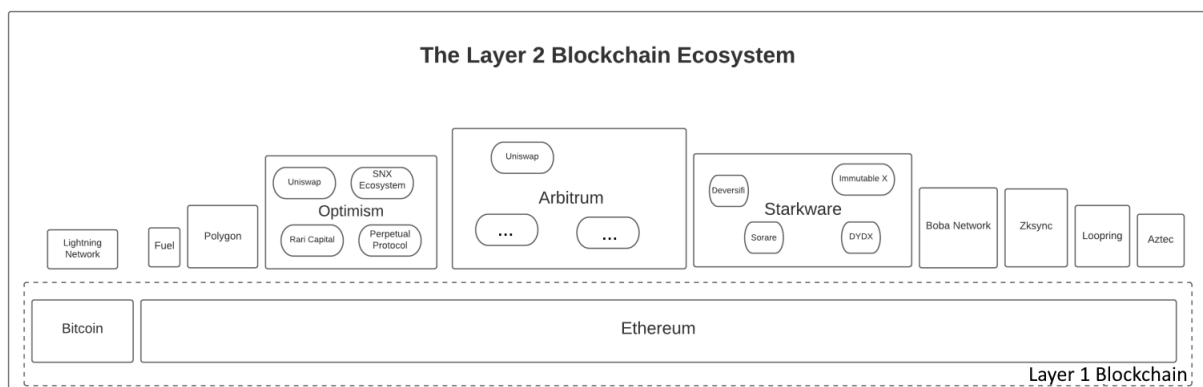 The Layer 2 Blockchain Ecosystem
Lightning
Network
Fuel
Polygon
Uniswap
SNX
Ecosystem
Optimism
Rari Capital
Perpetual
Protocol
Uniswap
Arbitrum
...
...
Deversifi
Immutable X
Starkware
Sorare
DYDX
Boba Network
Zksync
Loopring
Aztec
Bitcoin
Ethereum
Layer 1 Blockchain